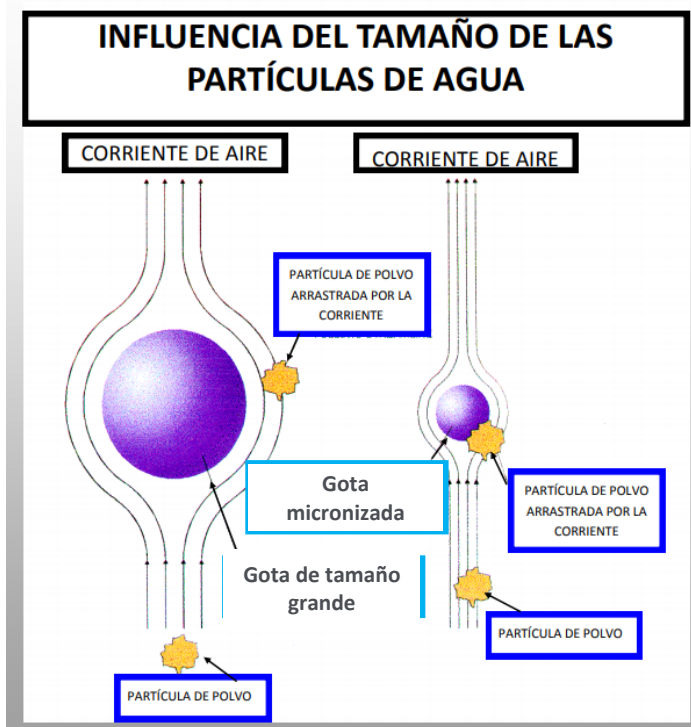 INFLUENCIA DEL TAMAÑO DE LAS
PARTÍCULAS DE AGUA
CORRIENTE DE AIRE
CORRIENTE DE AIRE
PARTÍCULA DE POLVO
ARRASTRADA POR LA
CORRIENTE
Gota
micronizada
PARTÍCULA DE POLVO
ARRASTRADA POR LA
CORRIENTE
Gota de tamaño
grande
PARTÍCULA DE POLVO
PARTÍCULA DE POLVO